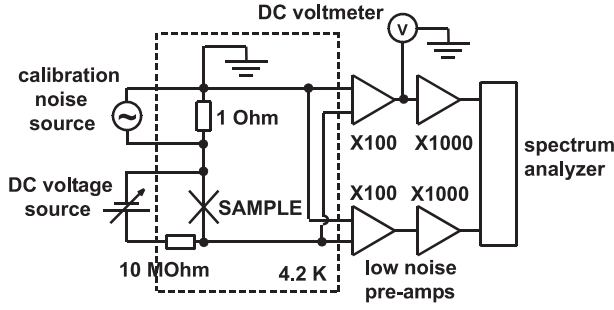 DC voltmeter
V
calibration
noise
source
~
1 Ohm
X100
X1000
spectrum
analyzer
DC voltage
source
SAMPLE
X100
X1000
10 MOhm
4.2 K
low noise
pre-amps